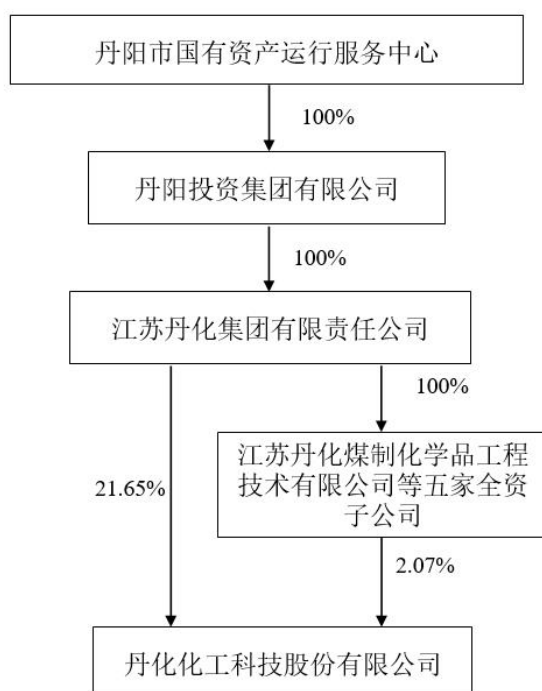 丹阳市国有资产运行服务中心
100%
丹阳投资集团有限公司
100%
江苏丹化集团有限责任公司
100%
21.65%
江苏丹化煤制化学品工程
技术有限公司等五家全资
子公司
2.07%
丹化化工科技股份有限公司